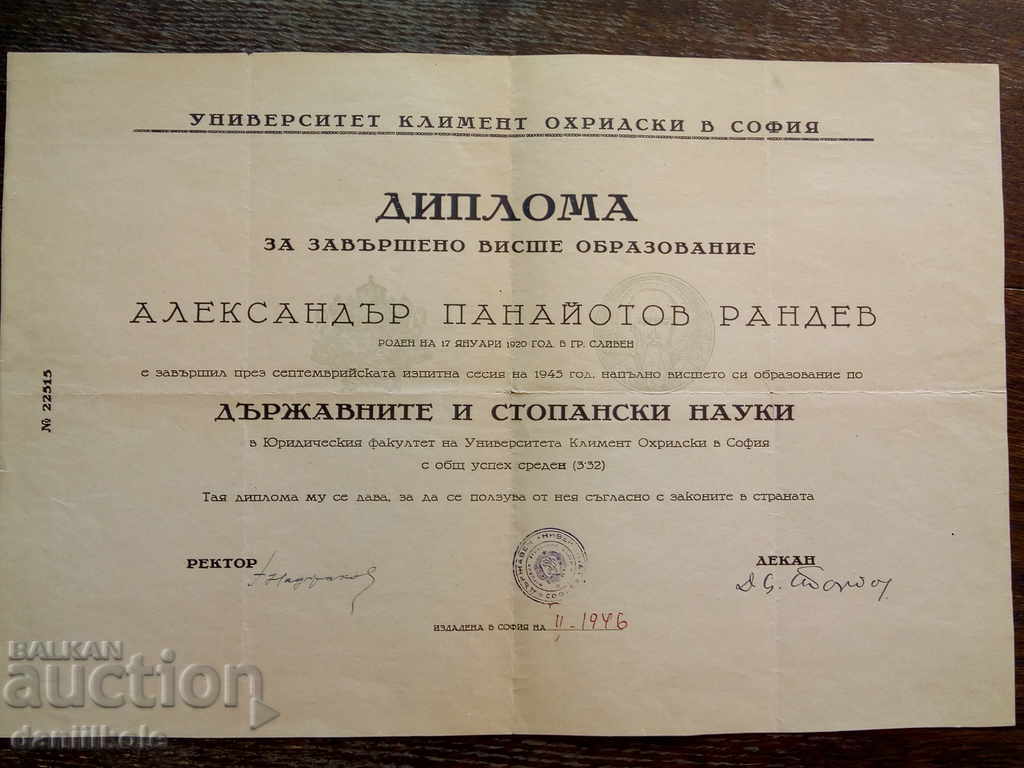 УНИВЕРСИТЕТ КЛИМЕНТ ОХРИДСКИ В СОФИЯ
ДИПЛОМА
ЗА ЗАВЪРШЕНО ВИСШЕ ОБРАЗОВАНИЕ
АЛЕКСАНДЪР ПАНАЙОТОВ РАНДЕВ
РОДЕН НА 17 ЯНУАРИ 1920 ГОД. В ГР. СЛИВЕН
е завършил през септемврийската изпитна сесия на 1945 год. напълно висшето си образование по
ДЪРЖАВНИТЕ И СТОПАНСКИ НАУКИ
в Юридическия факултет на Университета Климент Охридски в София
с общ успех среден (3·32)
Тая диплома му се дава, за да се ползува от нея съгласно с законите в страната
№ 22515
РЕКТОР
ДЕКАН
ИЗДАДЕНА В СОФИЯ НА II - 1946
BALKAN
auction
daniilkole